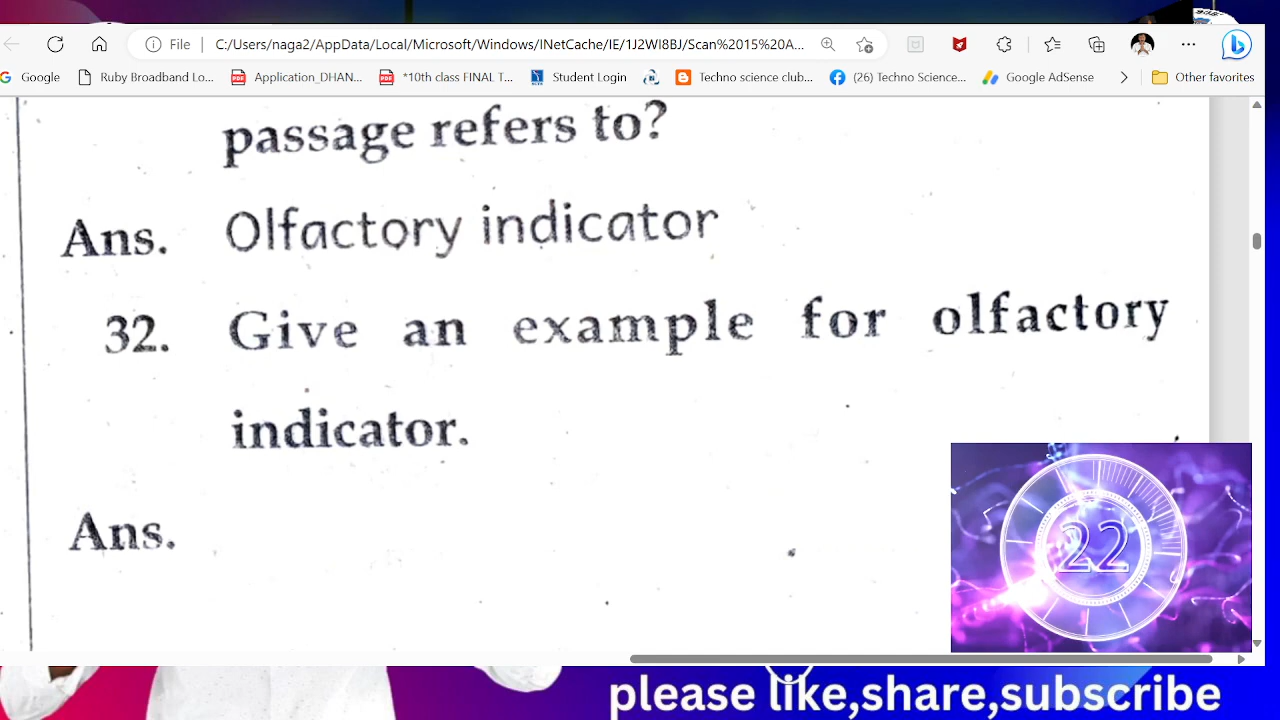 File C:/Users/naga2/AppData/Local/Microsoft/Windows/INetCache/IE/1J2WI8BJ/Scan%2015%20A...
Google Ruby Broadband Lo... Application_DHAN... *10th class FINAL T... Student Login Techno science club... (26) Techno Science... Google AdSense Other favorites
passage refers to?
Ans. Olfactory indicator
32. Give an example for olfactory
indicator.
Ans.
22
please like,share,subscribe